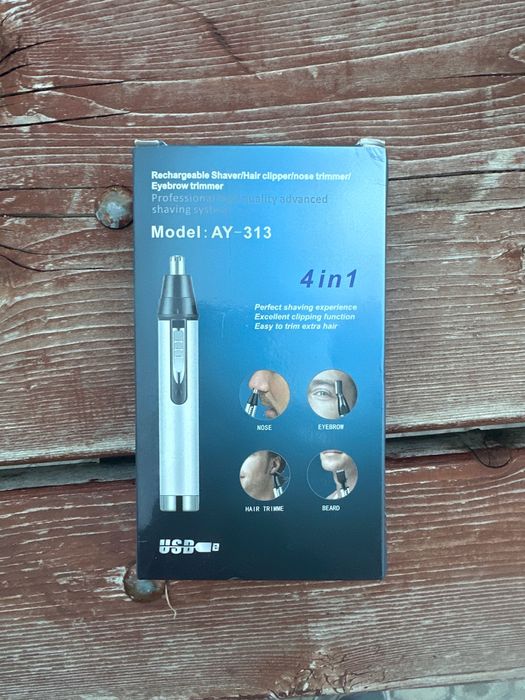 Rechargeable Shaver/Hair clipper/nose trimmer/
Eyebrow trimmer
Professional high quality advanced
shaving system
Model: AY-313
4in1
Perfect shaving experience
Excellent clipping function
Easy to trim extra hair
NOSE
EYEBROW
HAIR TRIMME
BEARD
USB